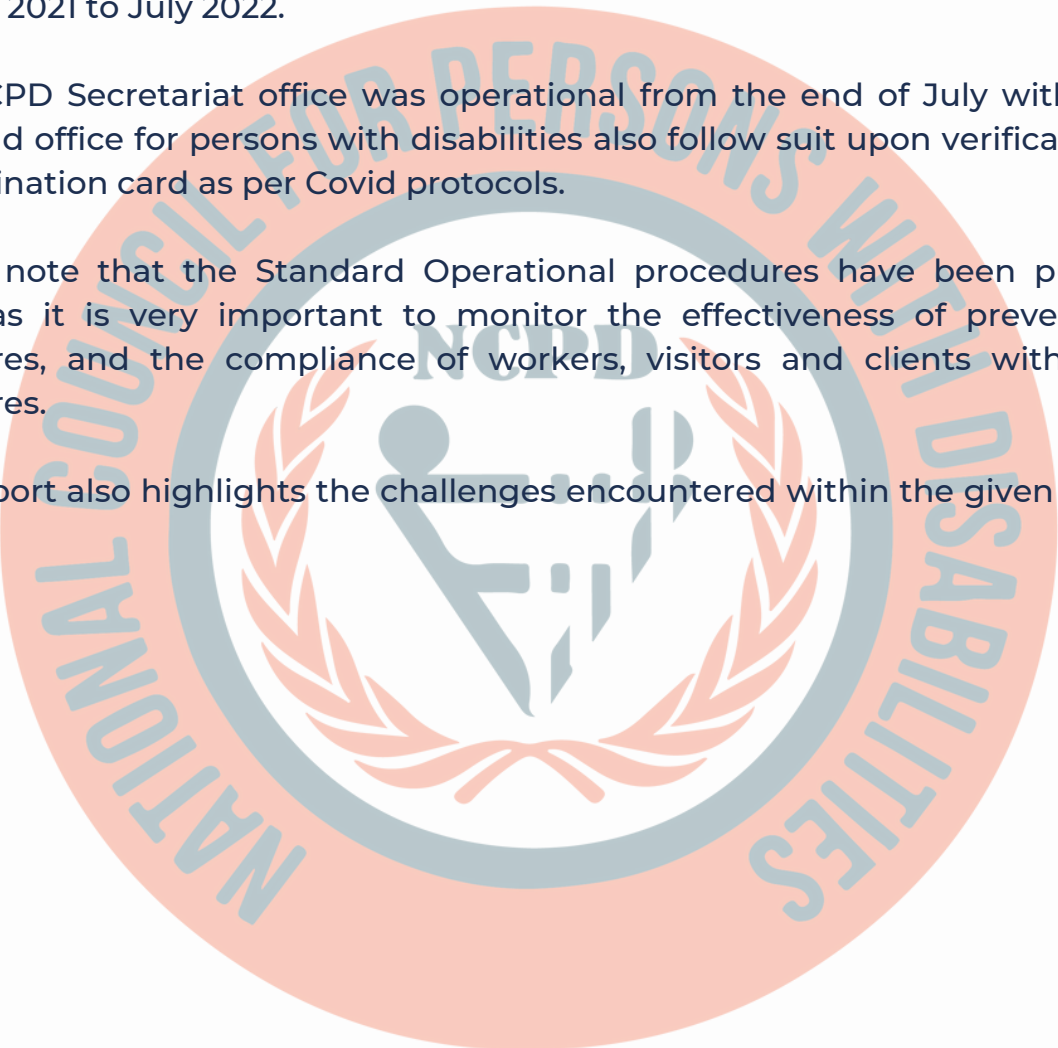 2021 to July 2022.
CPD Secretariat office was operational from the end of July with
d office for persons with disabilities also follow suit upon verifica
ination card as per Covid protocols.
note that the Standard Operational procedures have been p
as it is very important to monitor the effectiveness of preve
res, and the compliance of workers, visitors and clients with
res.
port also highlights the challenges encountered within the given
NATIONAL COUNCIL FOR PERSONS WITH DISABILITIES
NCPD